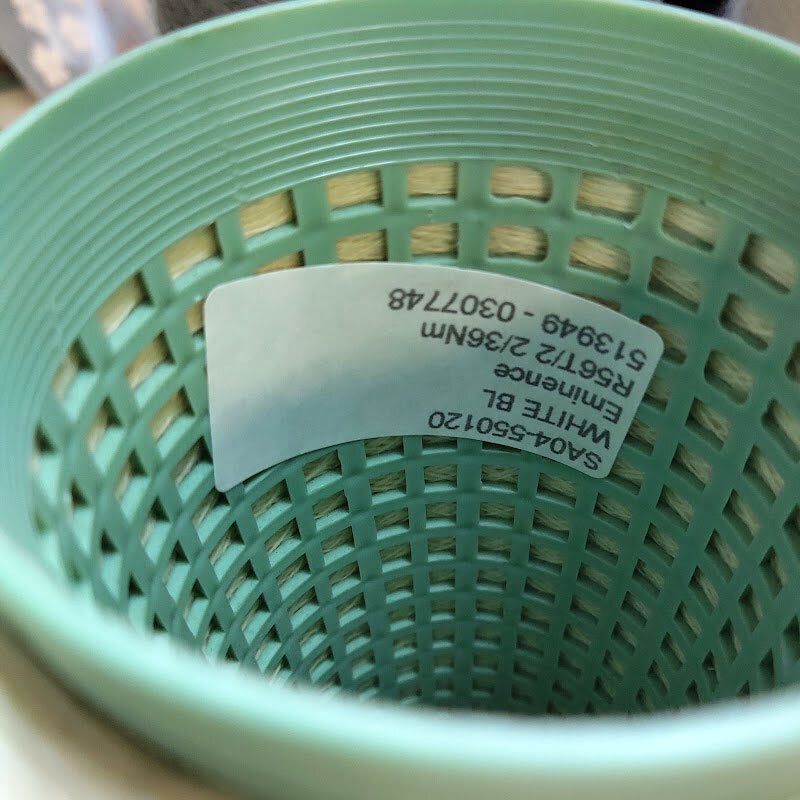 SA04-550120
WHITE BL
Eminence
R56T/2 2/36Nm
513949 - 0307748